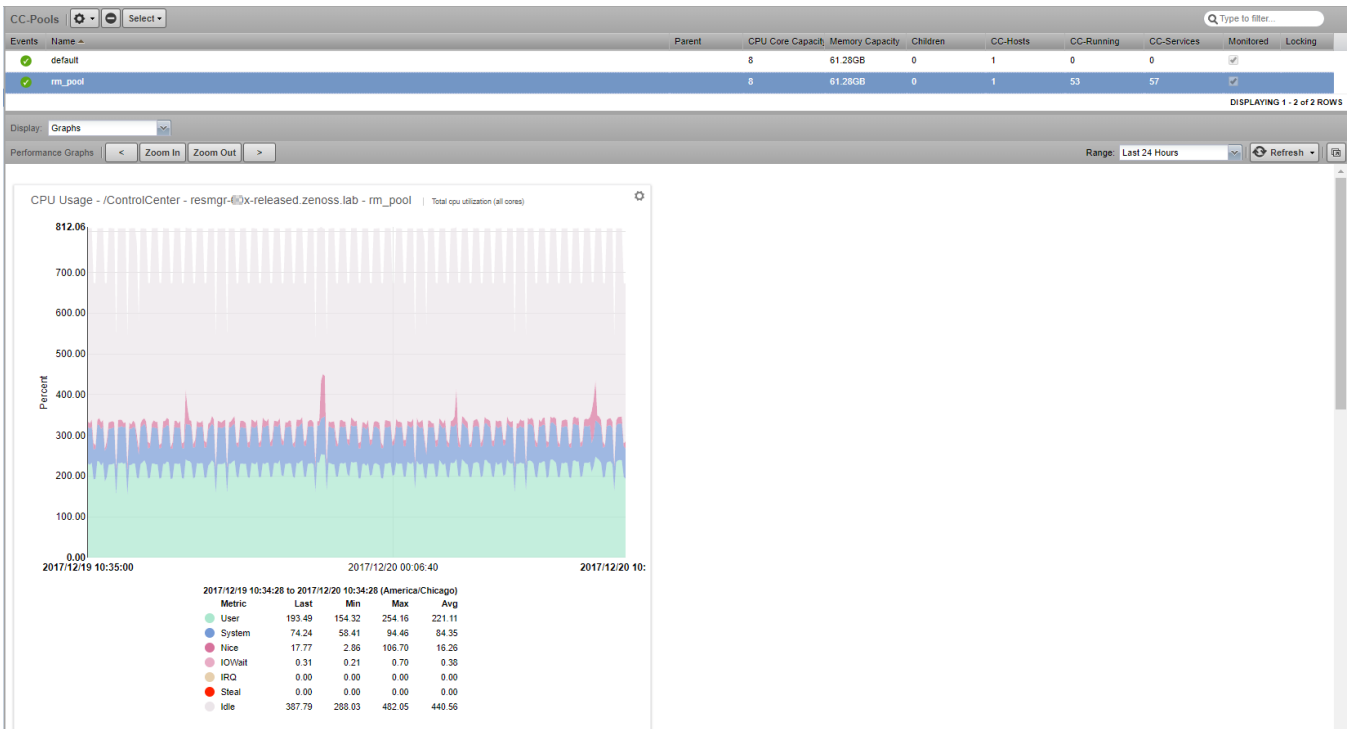 CC-Pools Select Type to filter...
Events Name Parent CPU Core Capacity Memory Capacity Children CC-Hosts CC-Running CC-Services Monitored Locking
default 8 61.28GB 0 1 0 0
rm_pool 8 61.28GB 0 1 53 57
DISPLAYING 1 - 2 of 2 ROWS
Display: Graphs
Performance Graphs < Zoom In Zoom Out > Range: Last 24 Hours Refresh
CPU Usage - /ControlCenter - resmgr- x-released.zenoss.lab - rm_pool | Total cpu utilization (all cores)
812.06
700.00
600.00
500.00
400.00
300.00
200.00
100.00
0.00
Percent
2017/12/19 10:35:00 2017/12/20 00:06:40 2017/12/20 10:
2017/12/19 10:34:28 to 2017/12/20 10:34:28 (America/Chicago)
Metric Last Min Max Avg
User 193.49 154.32 254.16 221.11
System 74.24 58.41 94.46 84.35
Nice 17.77 2.86 106.70 16.26
IOWait 0.31 0.21 0.70 0.38
IRQ 0.00 0.00 0.00 0.00
Steal 0.00 0.00 0.00 0.00
Idle 387.79 288.03 482.05 440.56